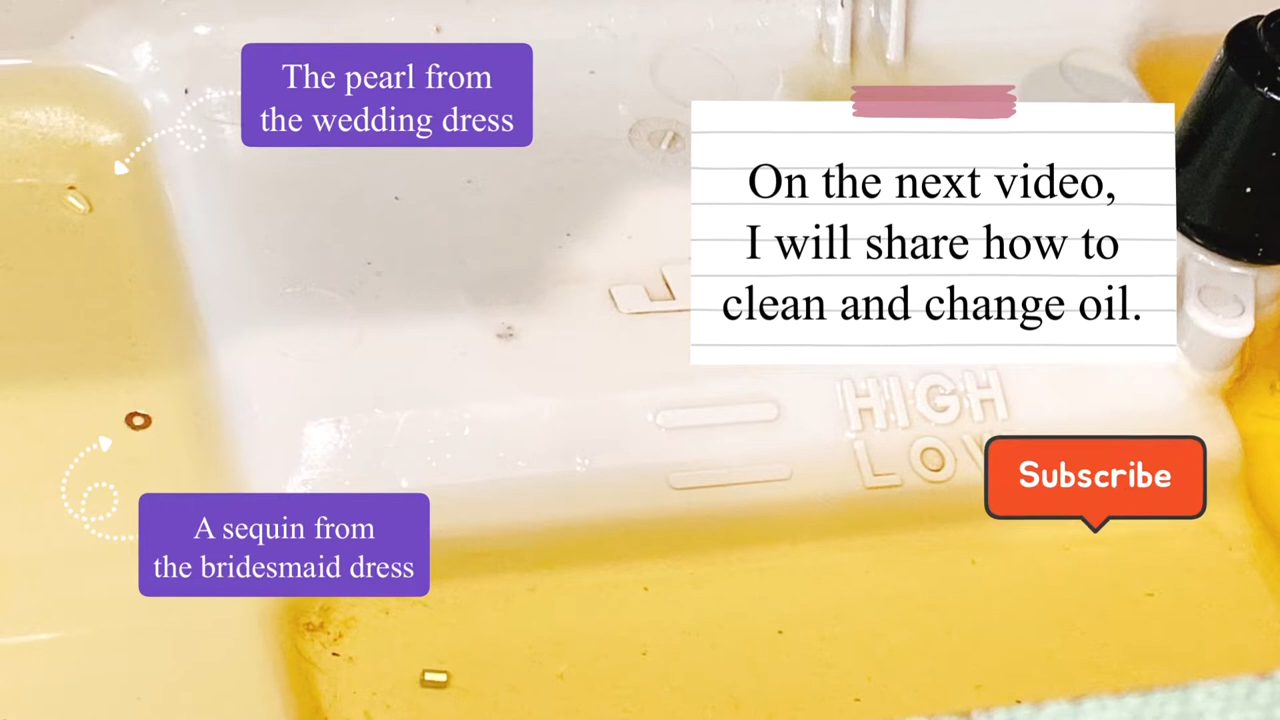 The pearl from
the wedding dress
On the next video,
I will share how to
clean and change oil.
HIGH
LOW
Subscribe
A sequin from
the bridesmaid dress